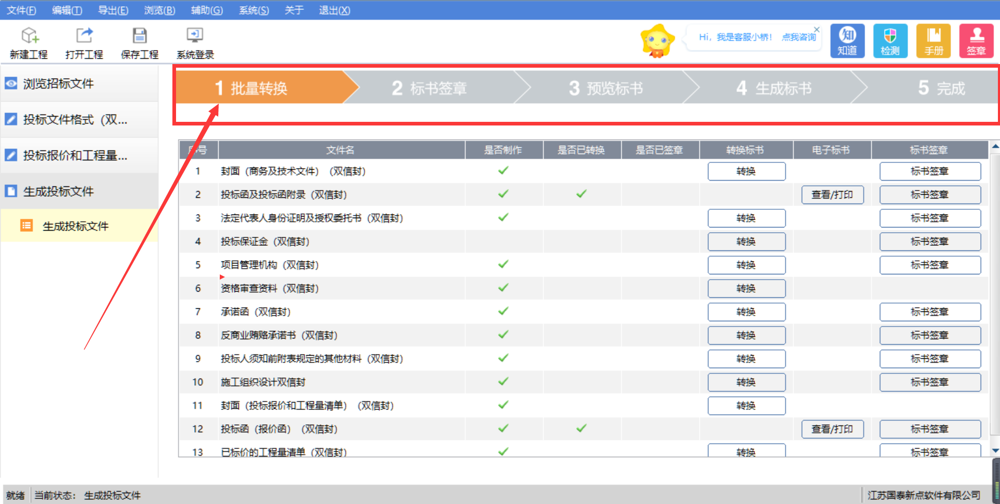 文件(F) 编辑(T) 导出(E) 浏览(B) 辅助(G) 系统(S) 关于 退出(X)
新建工程 打开工程 保存工程 系统登录
Hi，我是客服小桥！ 点我咨询
知 知道 检测 手册 签章
浏览招标文件
投标文件格式（双...
投标报价和工程量...
生成投标文件
生成投标文件
1 批量转换 2 标书签章 3 预览标书 4 生成标书 5 完成
序号 文件名 是否制作 是否已转换 是否已签章 转换标书 电子标书 标书签章
1 封面（商务及技术文件）（双信封） 转换 标书签章
2 投标函及投标函附录（双信封） 查看/打印 标书签章
3 法定代表人身份证明及授权委托书（双信封） 转换 标书签章
4 投标保证金（双信封） 转换 标书签章
5 项目管理机构（双信封） 转换 标书签章
6 资格审查资料（双信封） 转换
7 承诺函（双信封） 转换 标书签章
8 反商业贿赂承诺书（双信封） 转换 标书签章
9 投标人须知前附表规定的其他材料（双信封） 转换 标书签章
10 施工组织设计双信封 转换 标书签章
11 封面（投标报价和工程量清单）（双信封） 转换
12 投标函（报价函）（双信封） 查看/打印 标书签章
13 已标价的工程量清单（双信封） 转换 标书签章
就绪 当前状态： 生成投标文件 江苏国泰新点软件有限公司